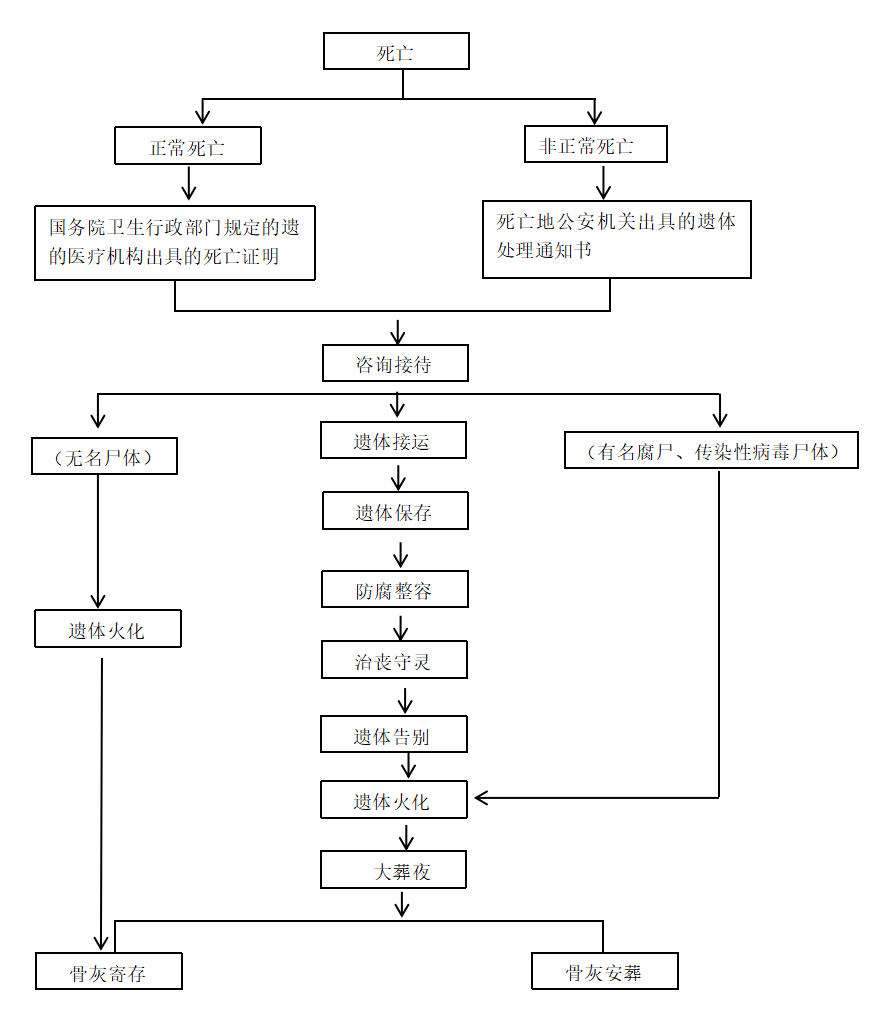 死亡
正常死亡
非正常死亡
国务院卫生行政部门规定的遗
的医疗机构出具的死亡证明
死亡地公安机关出具的遗体
处理通知书
咨询接待
（无名尸体）
遗体接运
（有名腐尸、传染性病毒尸体）
遗体保存
防腐整容
遗体火化
治丧守灵
遗体告别
遗体火化
大葬夜
骨灰寄存
骨灰安葬